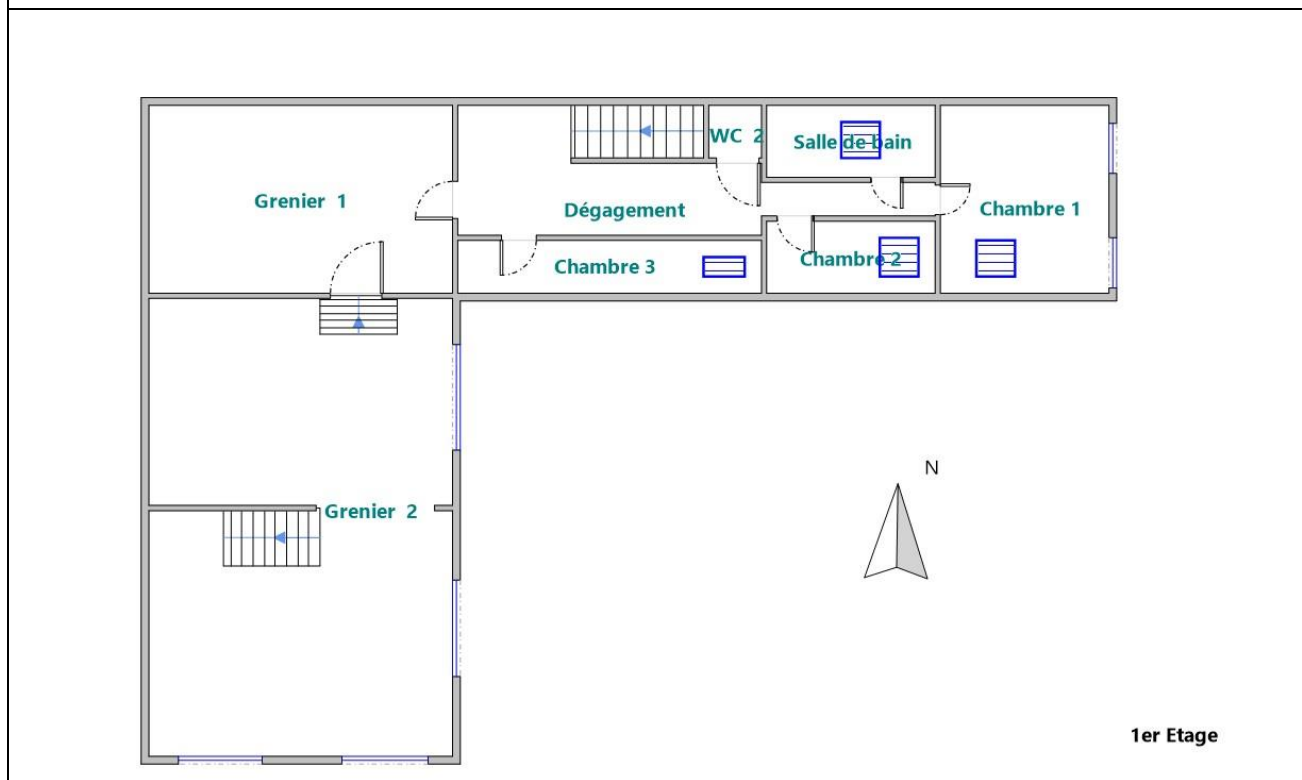 WC 2
Salle de bain
Grenier 1
Dégagement
Chambre 1
Chambre 3
Chambre 2
N
Grenier 2
1er Etage